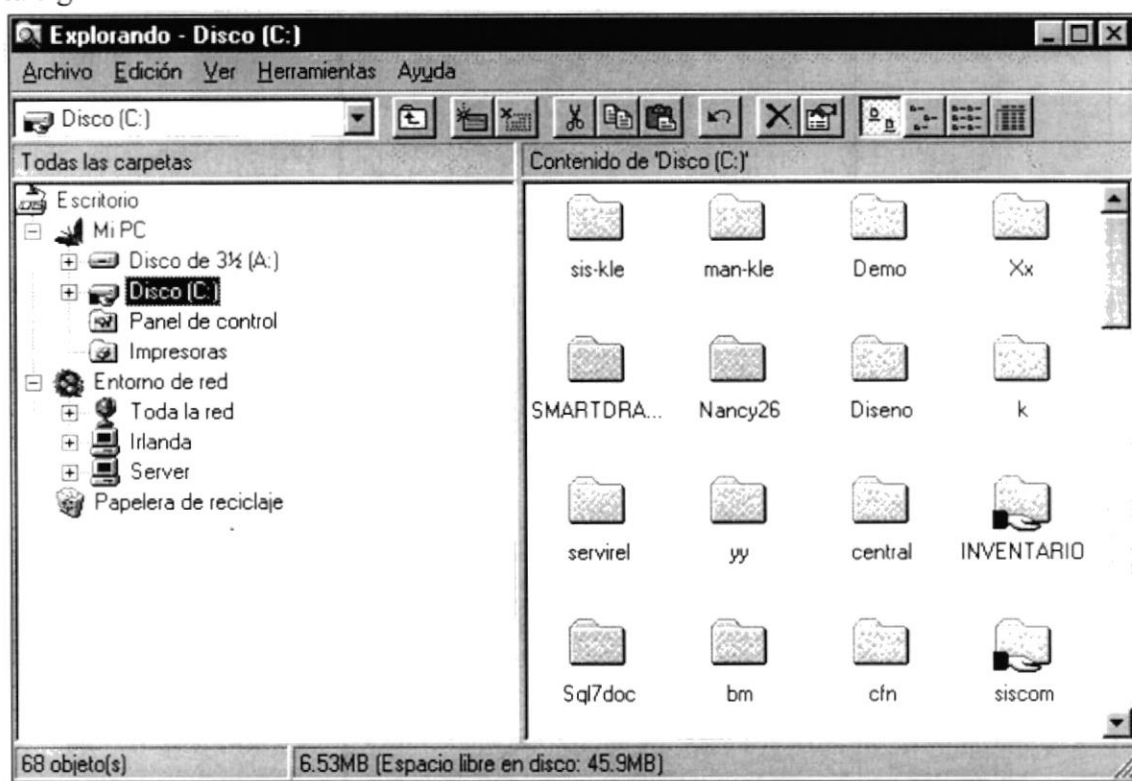 Explorando - Disco (C:)
Archivo Edición Ver Herramientas Ayuda
Disco (C:)
Todas las carpetas
Contenido de 'Disco (C:)'
Escritorio
Mi PC
Disco de 3½ (A:)
Disco (C:)
Panel de control
Impresoras
Entorno de red
Toda la red
Irlanda
Server
Papelera de reciclaje
sis-kle man-kle Demo Xx
SMARTDRA... Nancy26 Diseno k
servirel yy central INVENTARIO
Sql7doc bm cfn siscom
68 objeto(s) 6.53MB (Espacio libre en disco: 45.9MB)